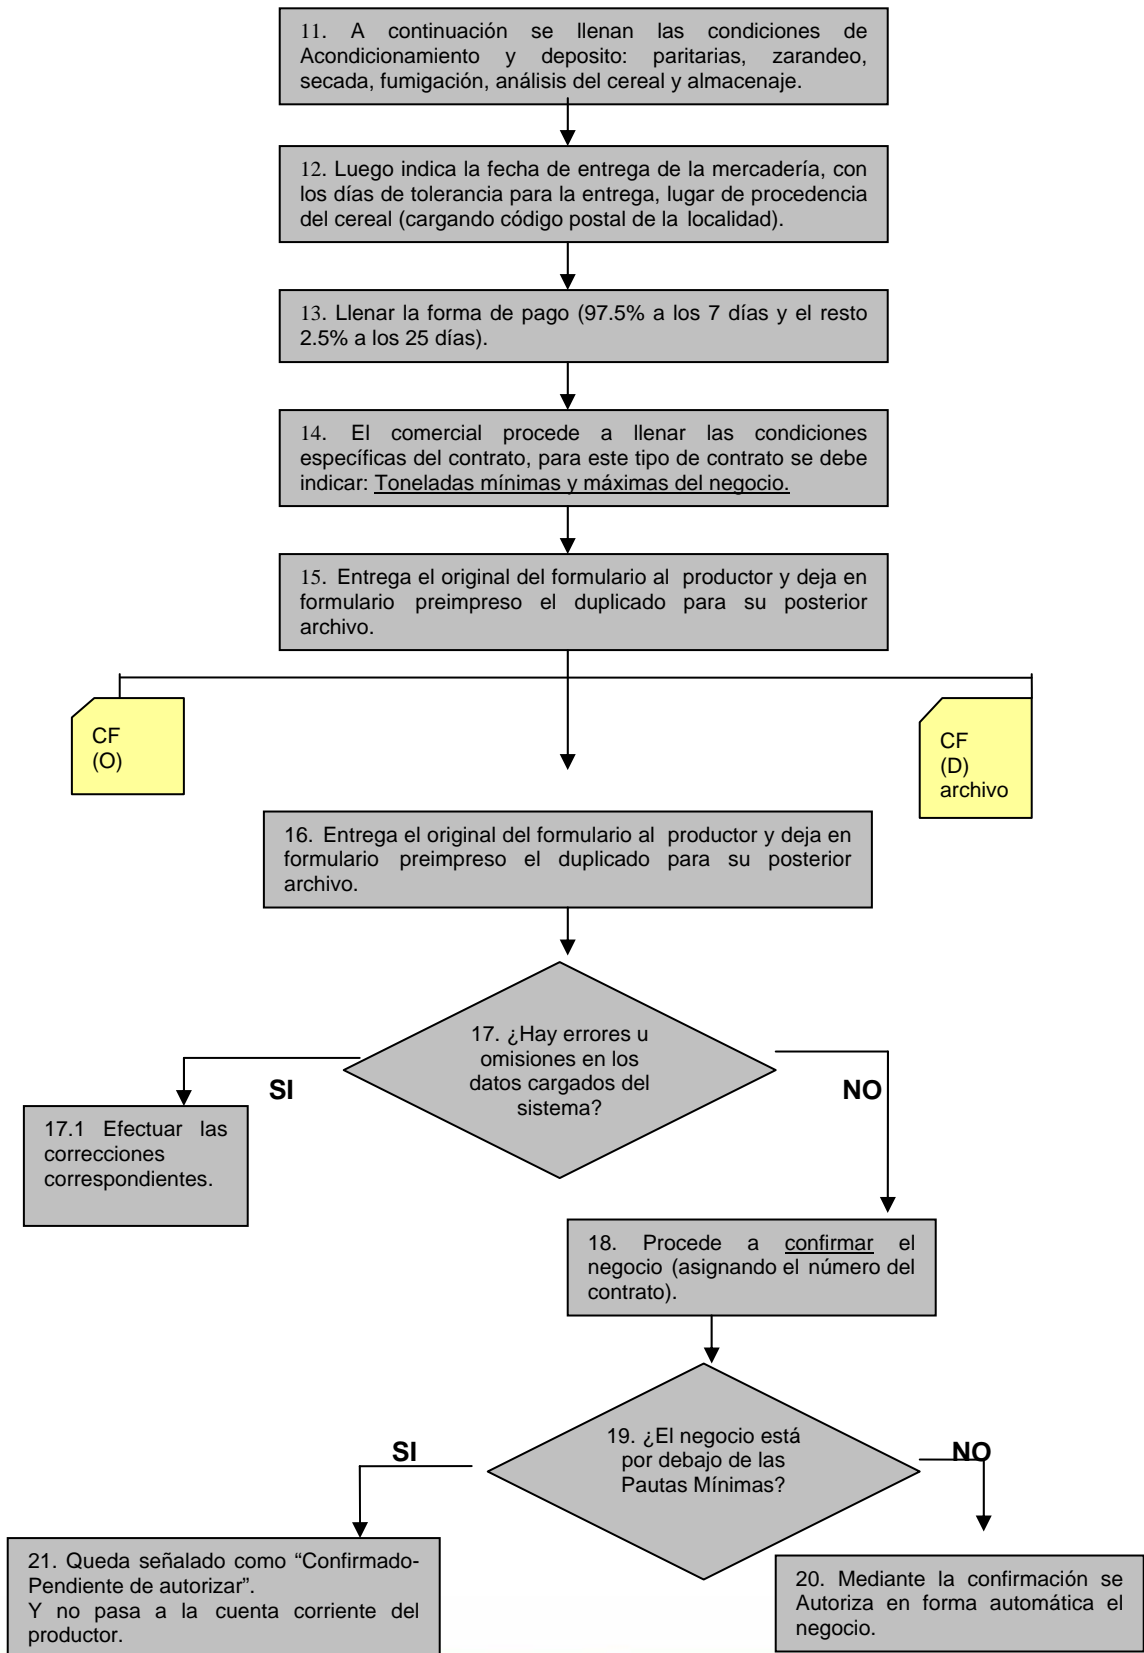 11. A continuación se llenan las condiciones de
Acondicionamiento y deposito: paritarias, zarandeo,
secada, fumigación, análisis del cereal y almacenaje.
12. Luego indica la fecha de entrega de la mercadería, con
los días de tolerancia para la entrega, lugar de procedencia
del cereal (cargando código postal de la localidad).
13. Llenar la forma de pago (97.5% a los 7 días y el resto
2.5% a los 25 días).
14. El comercial procede a llenar las condiciones
específicas del contrato, para este tipo de contrato se debe
indicar: Toneladas mínimas y máximas del negocio.
15. Entrega el original del formulario al productor y deja en
formulario preimpreso el duplicado para su posterior
archivo.
CF
(O)
CF
(D)
archivo
16. Entrega el original del formulario al productor y deja en
formulario preimpreso el duplicado para su posterior
archivo.
17. ¿Hay errores u
omisiones en los
datos cargados del
sistema?
SI
NO
17.1 Efectuar las
correcciones
correspondientes.
18. Procede a confirmar el
negocio (asignando el número del
contrato).
19. ¿El negocio está
por debajo de las
Pautas Mínimas?
SI
NO
21. Queda señalado como “Confirmado-
Pendiente de autorizar”.
Y no pasa a la cuenta corriente del
productor.
20. Mediante la confirmación se
Autoriza en forma automática el
negocio.